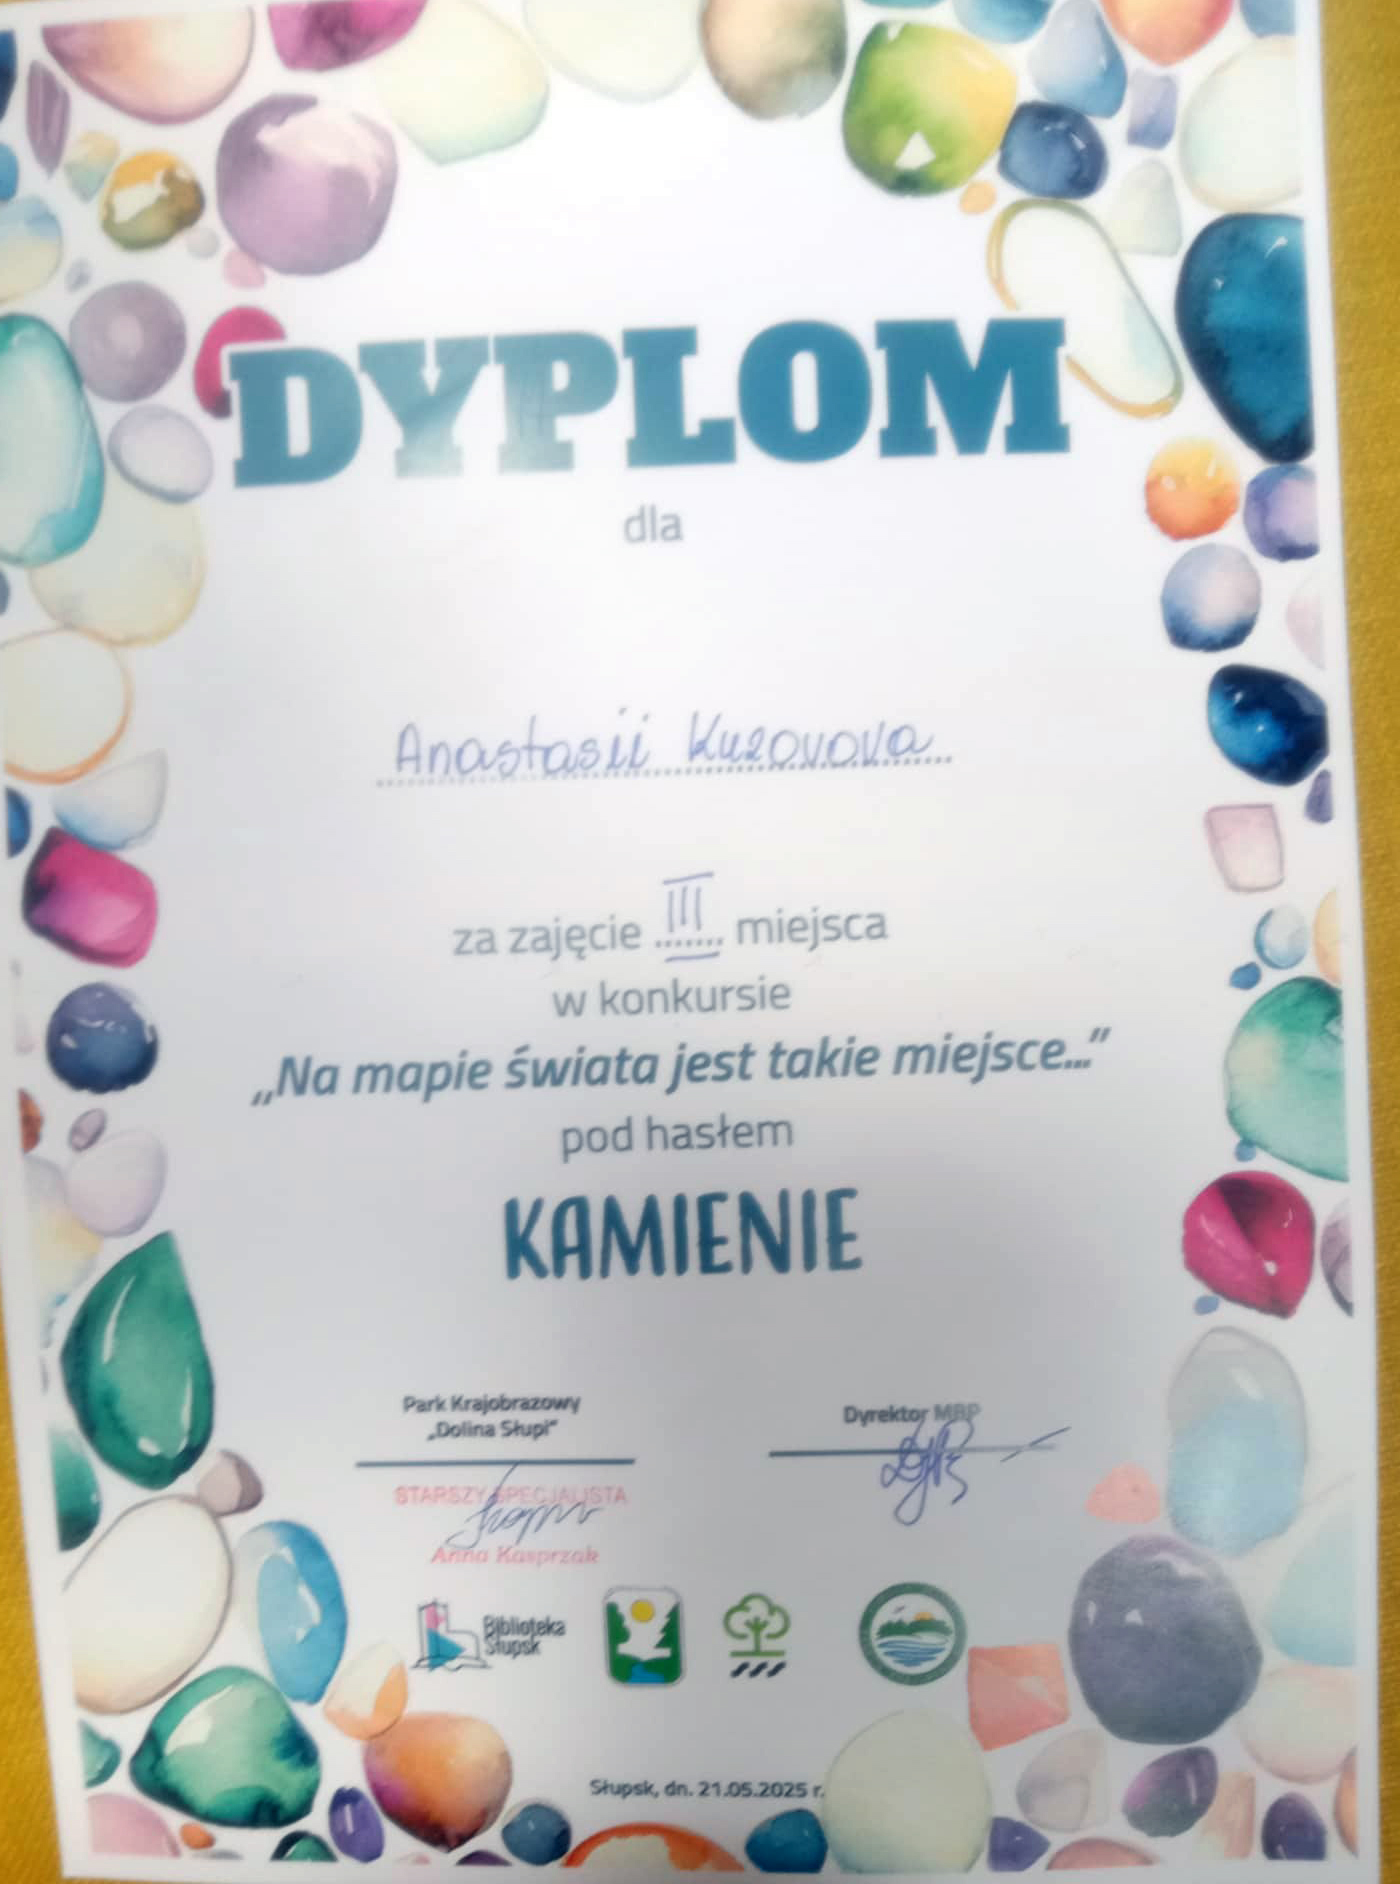 DYPLOM
dla
Anastasii Kuzovova
za zajęcie III miejsca
w konkursie
„Na mapie świata jest takie miejsce...”
pod hasłem
KAMIENIE
Park Krajobrazowy
„Dolina Słupi”
Dyrektor MBP
STARSZY SPECJALISTA
Anna Kasprzak
Biblioteka
Słupsk
Słupsk, dn. 21.05.2025 r.